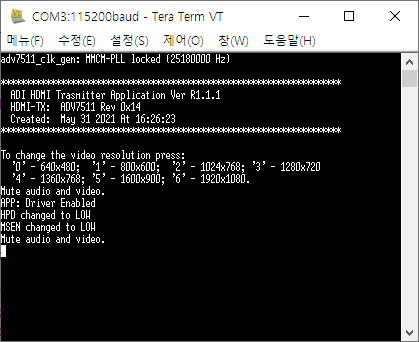 COM3:115200baud - Tera Term VT
메뉴(F) 수정(E) 설정(S) 제어(O) 창(W) 도움말(H)
adv7511_clk_gen: MMCM-PLL locked (25180000 Hz)
********************************************************************
ADI HDMI Trasmitter Application Ver R1.1.1
HDMI-TX: ADV7511 Rev 0x14
Created: May 31 2021 At 16:26:23
********************************************************************
To change the video resolution press:
'0' - 640x480; '1' - 800x600; '2' - 1024x768; '3' - 1280x720
'4' - 1360x768; '5' - 1600x900; '6' - 1920x1080.
Mute audio and video.
APP: Driver Enabled
HPD changed to LOW
MSEN changed to LOW
Mute audio and video.